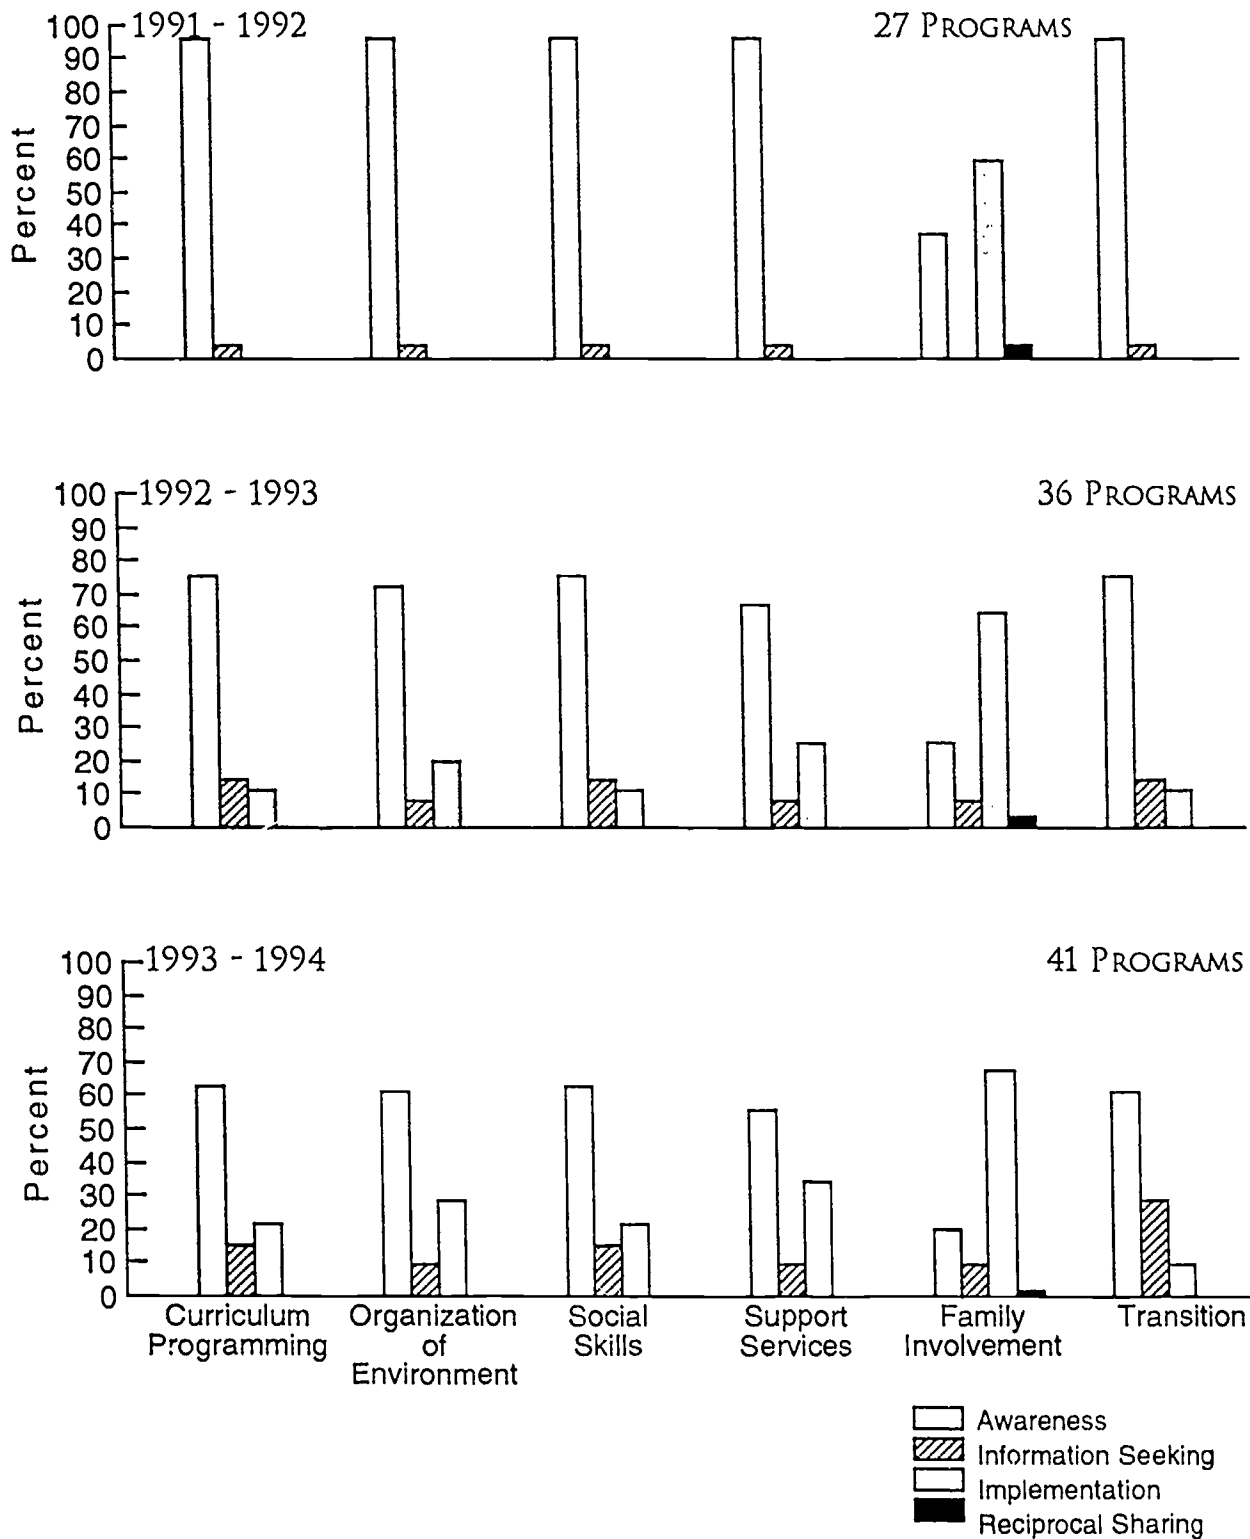 1991 - 1992
27 PROGRAMS
100
90
80
70
60
50
40
30
20
10
0
Percent
1992 - 1993
36 PROGRAMS
100
90
80
70
60
50
40
30
20
10
0
Percent
1993 - 1994
41 PROGRAMS
100
90
80
70
60
50
40
30
20
10
0
Percent
Curriculum
Programming
Organization
of
Environment
Social
Skills
Support
Services
Family
Involvement
Transition
Awareness
Information Seeking
Implementation
Reciprocal Sharing